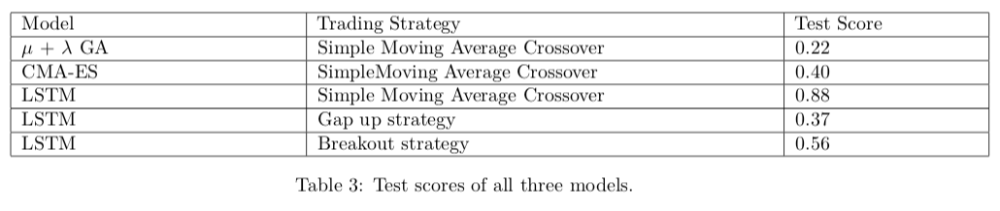 Model Trading Strategy Test Score
μ + λ GA Simple Moving Average Crossover 0.22
CMA-ES SimpleMoving Average Crossover 0.40
LSTM Simple Moving Average Crossover 0.88
LSTM Gap up strategy 0.37
LSTM Breakout strategy 0.56
Table 3: Test scores of all three models.